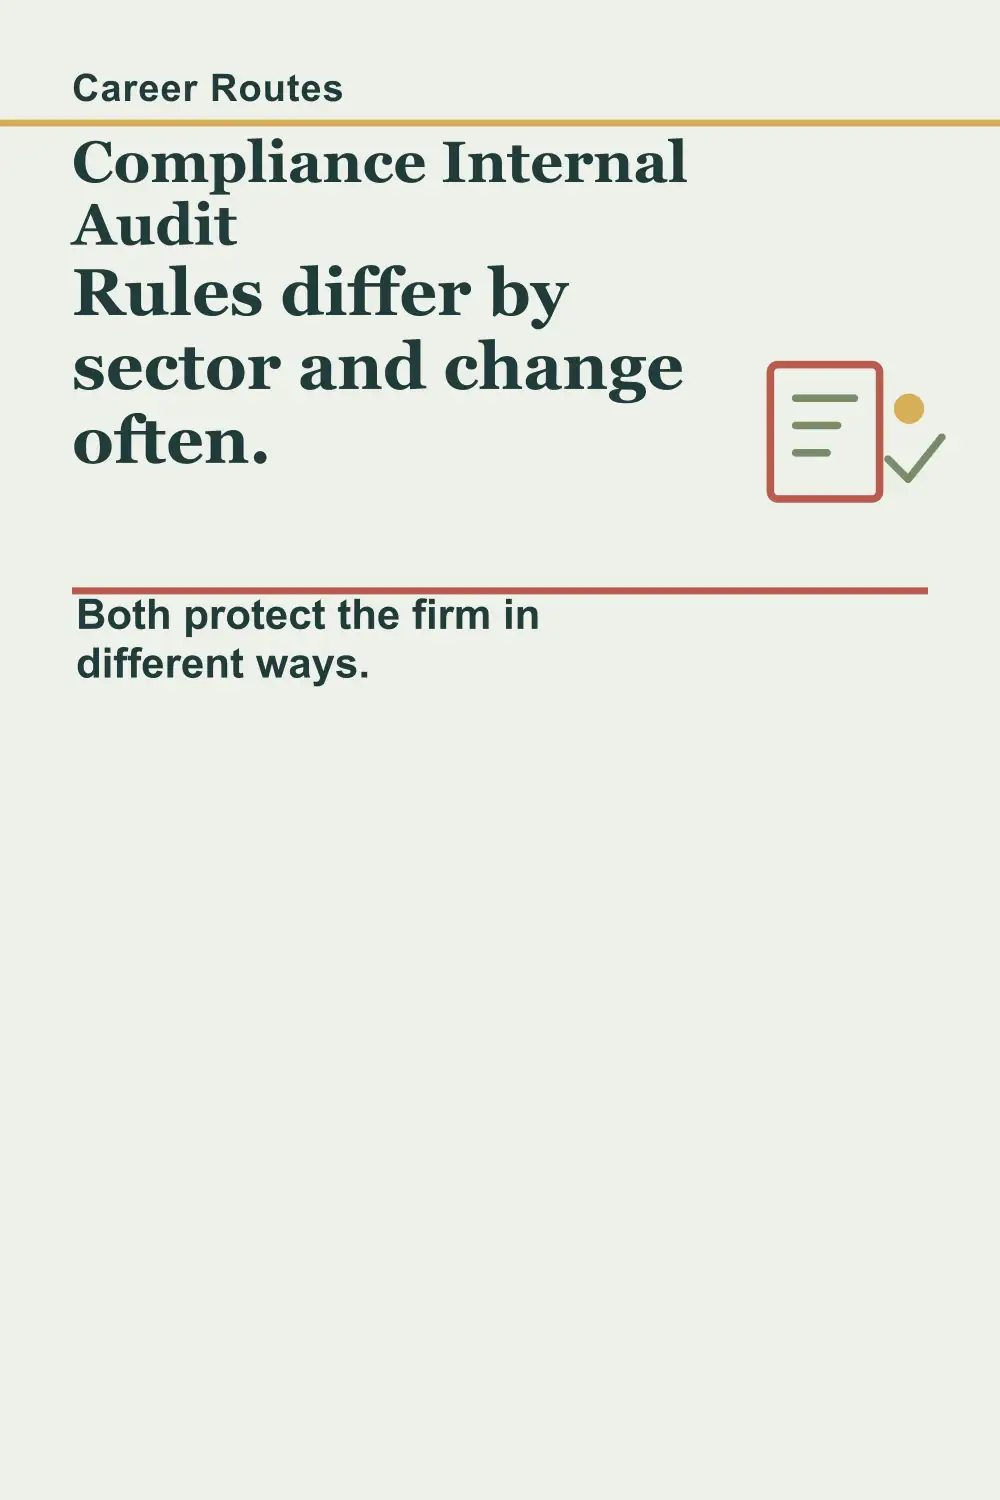 Career Routes
Compliance Internal
Audit
Rules differ by
sector and change
often.
Both protect the firm in
different ways.